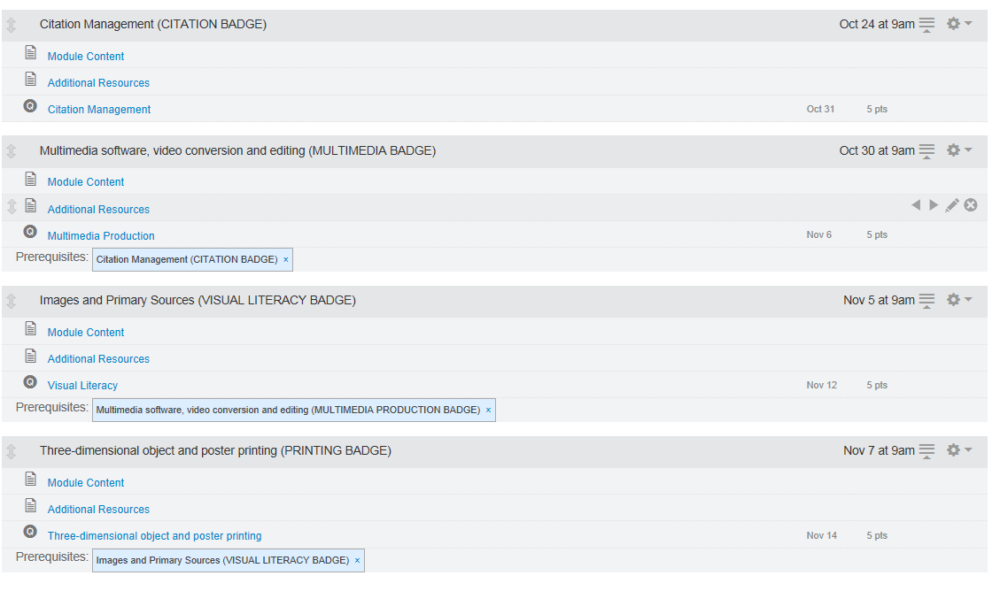 Citation Management (CITATION BADGE) Oct 24 at 9am
Module Content
Additional Resources
Q Citation Management Oct 31 5 pts
Multimedia software, video conversion and editing (MULTIMEDIA BADGE) Oct 30 at 9am
Module Content
Additional Resources
Q Multimedia Production Nov 6 5 pts
Prerequisites: Citation Management (CITATION BADGE) ×
Images and Primary Sources (VISUAL LITERACY BADGE) Nov 5 at 9am
Module Content
Additional Resources
Q Visual Literacy Nov 12 5 pts
Prerequisites: Multimedia software, video conversion and editing (MULTIMEDIA PRODUCTION BADGE) ×
Three-dimensional object and poster printing (PRINTING BADGE) Nov 7 at 9am
Module Content
Additional Resources
Q Three-dimensional object and poster printing Nov 14 5 pts
Prerequisites: Images and Primary Sources (VISUAL LITERACY BADGE) ×